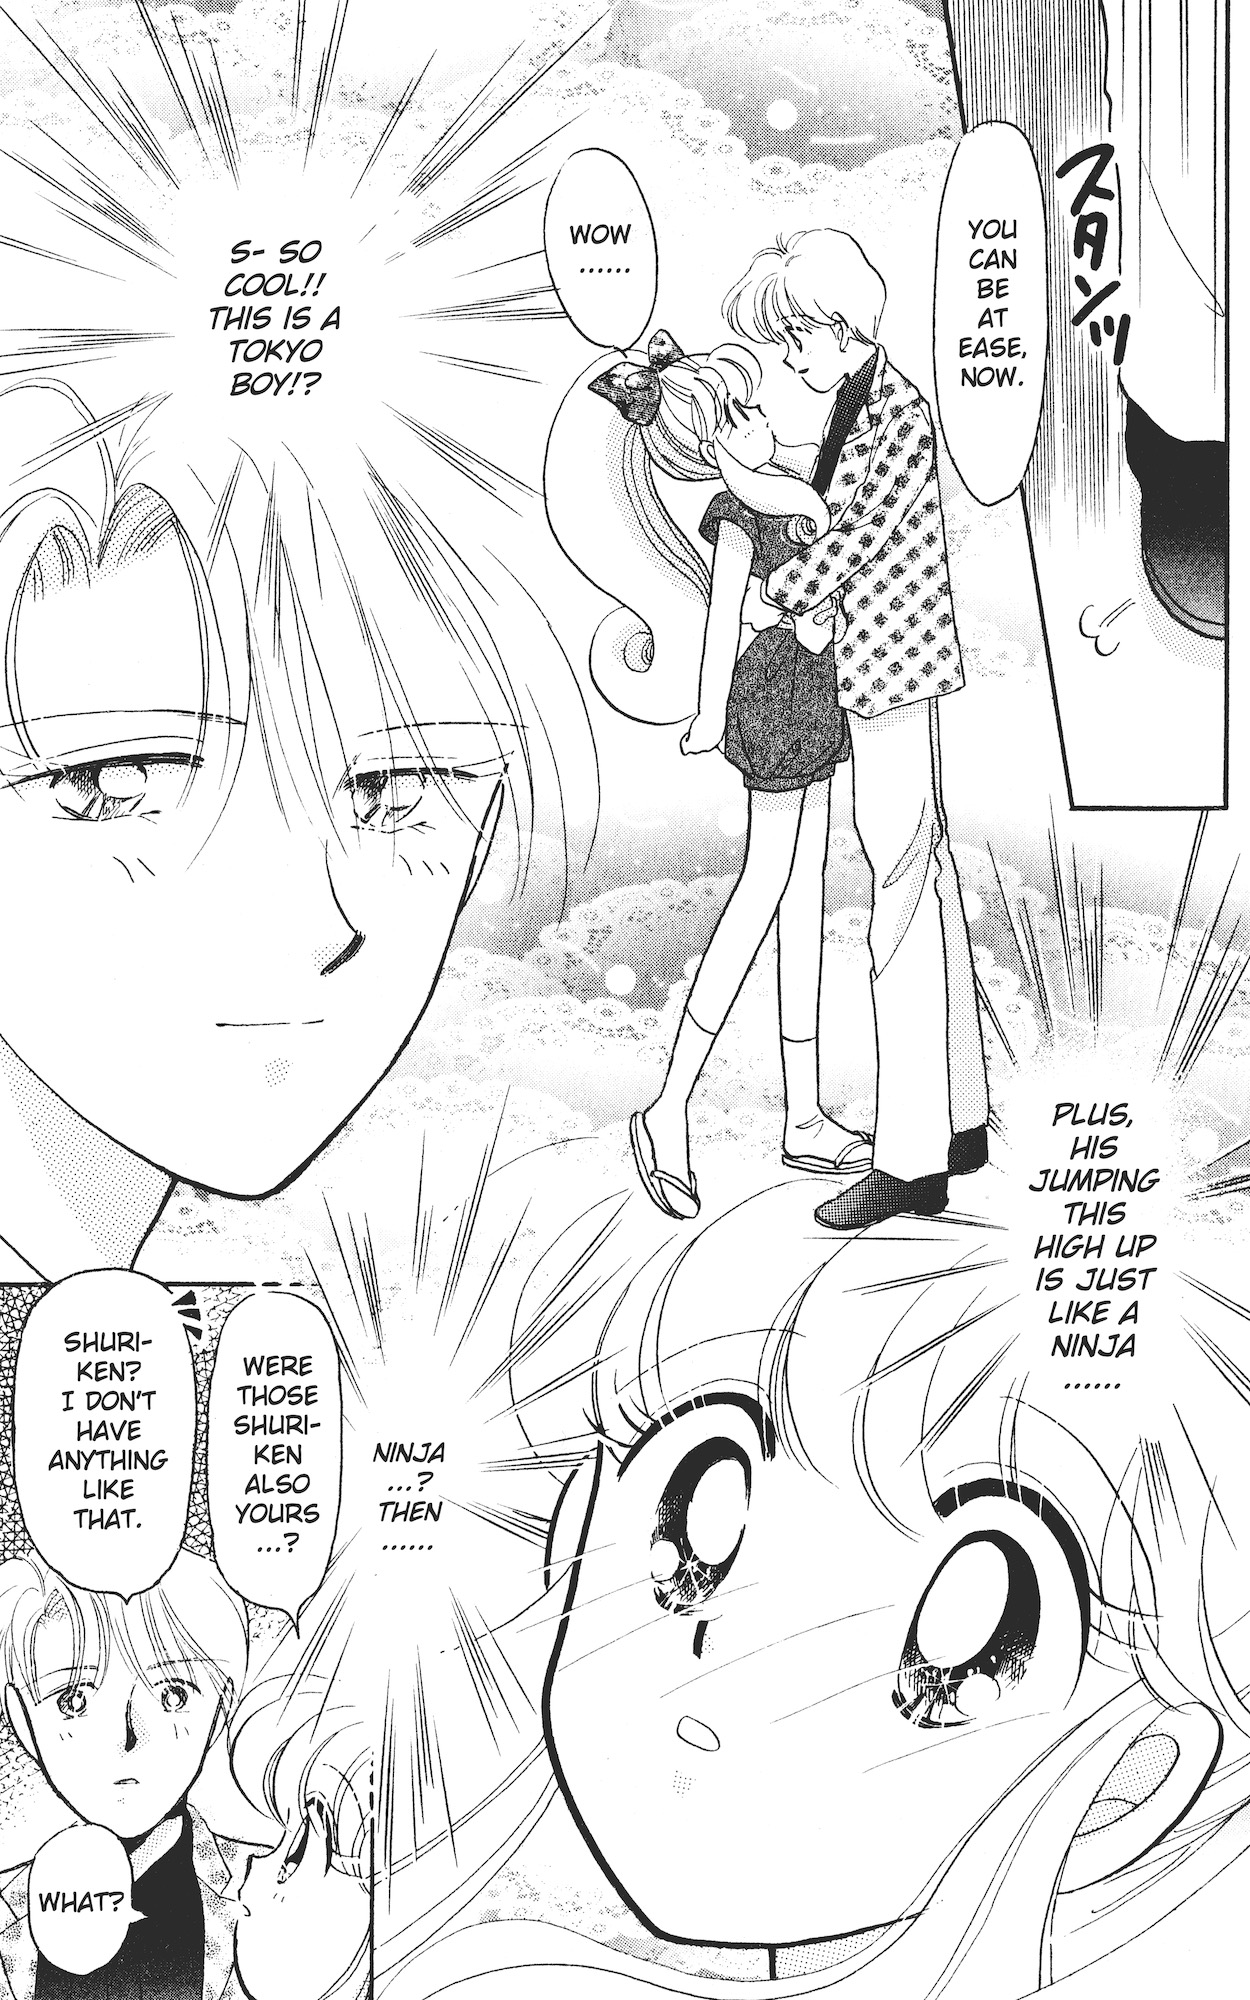 スタンッ
YOU
CAN
BE
AT
EASE,
NOW.
WOW
......
S- SO
COOL!!
THIS IS A
TOKYO
BOY!?
PLUS,
HIS
JUMPING
THIS
HIGH UP
IS JUST
LIKE A
NINJA
......
NINJA
...?
THEN
......
WERE
THOSE
SHURI-
KEN
ALSO
YOURS
...?
SHURI-
KEN?
I DON'T
HAVE
ANYTHING
LIKE
THAT.
WHAT?